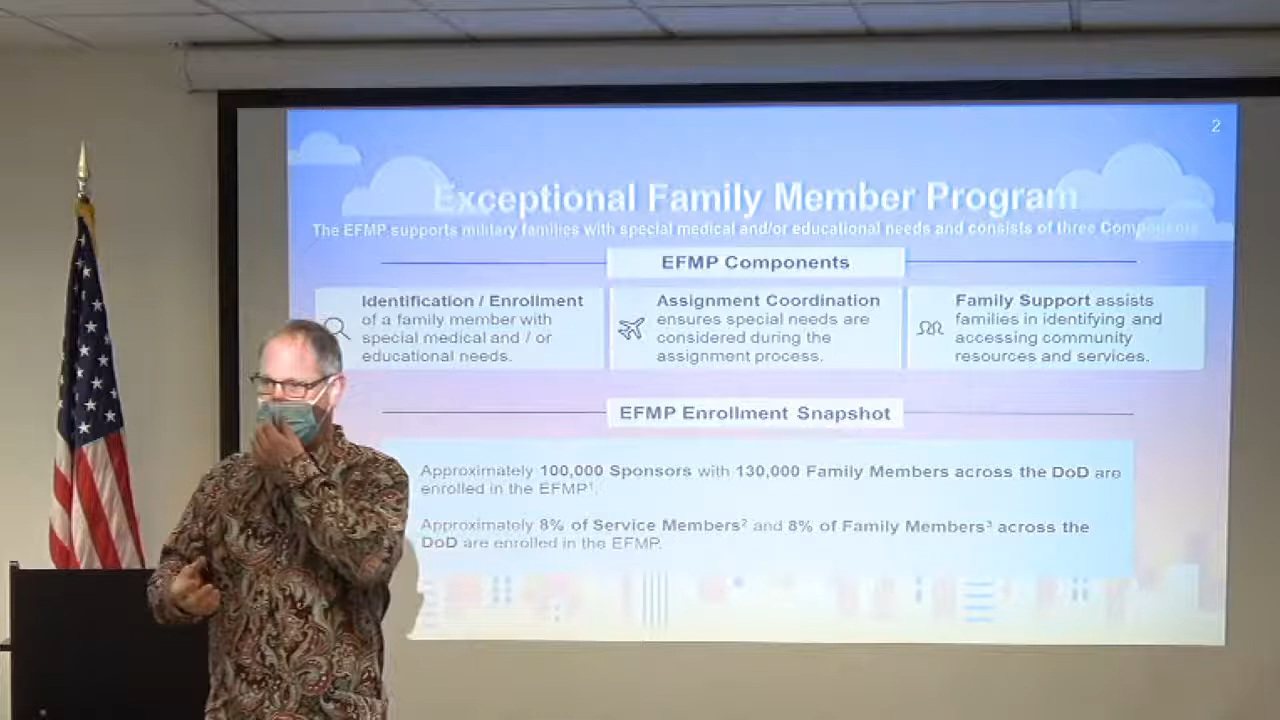 2
Exceptional Family Member Program
The EFMP supports military families with special medical and/or educational needs and consists of three Components
EFMP Components
Identification / Enrollment
of a family member with
special medical and / or
educational needs.
Assignment Coordination
ensures special needs are
considered during the
assignment process.
Family Support assists
families in identifying and
accessing community
resources and services.
EFMP Enrollment Snapshot
Approximately 100,000 Sponsors with 130,000 Family Members across the DoD are
enrolled in the EFMP¹.
Approximately 8% of Service Members² and 8% of Family Members³ across the
DoD are enrolled in the EFMP.